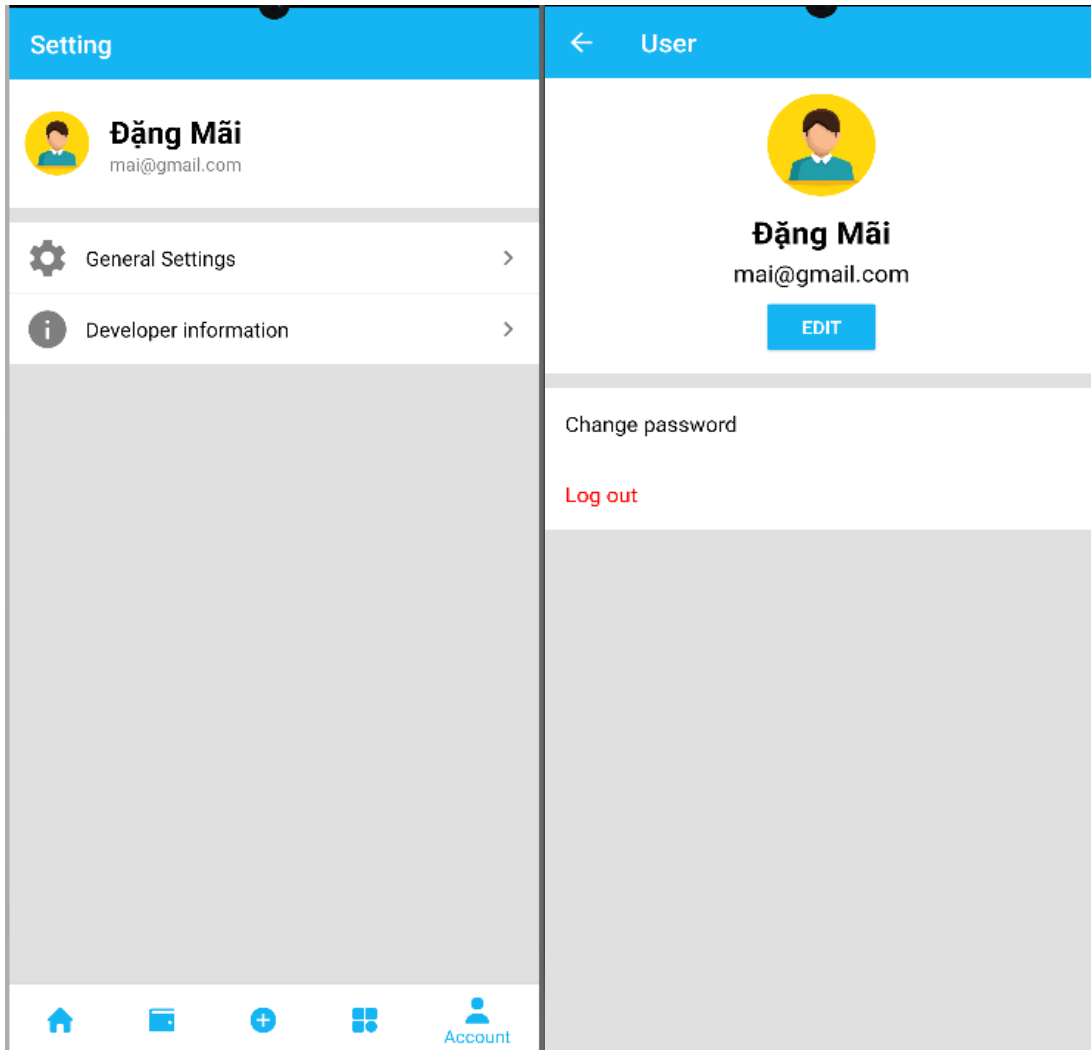 Setting
Đặng Mãi
mai@gmail.com
General Settings
Developer information
Account
User
Đặng Mãi
mai@gmail.com
EDIT
Change password
Log out